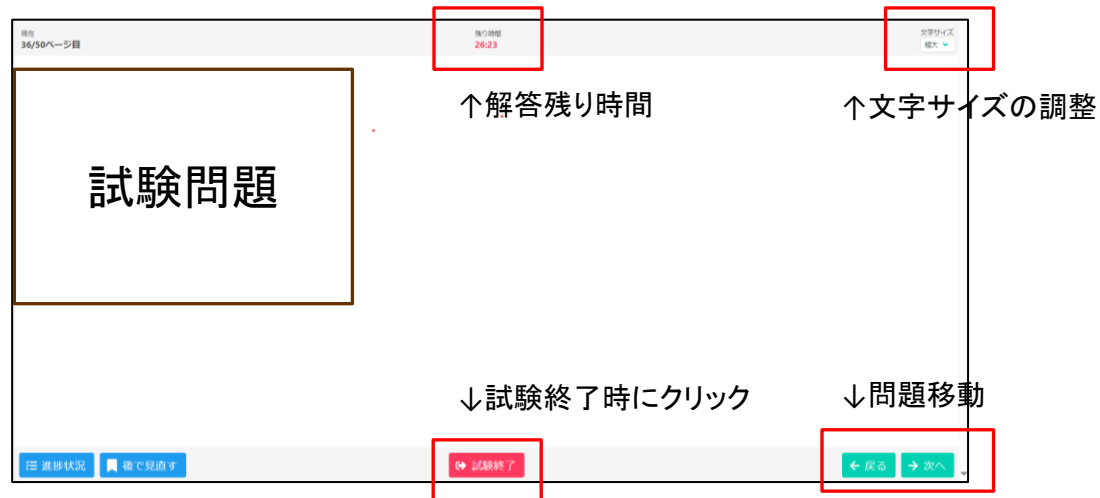 現在
36/50ページ目
残り時間
26:23
文字サイズ
極大
↑解答残り時間
↑文字サイズの調整
試験問題
↓試験終了時にクリック
↓問題移動
進捗状況
後で見直す
試験終了
戻る
次へ